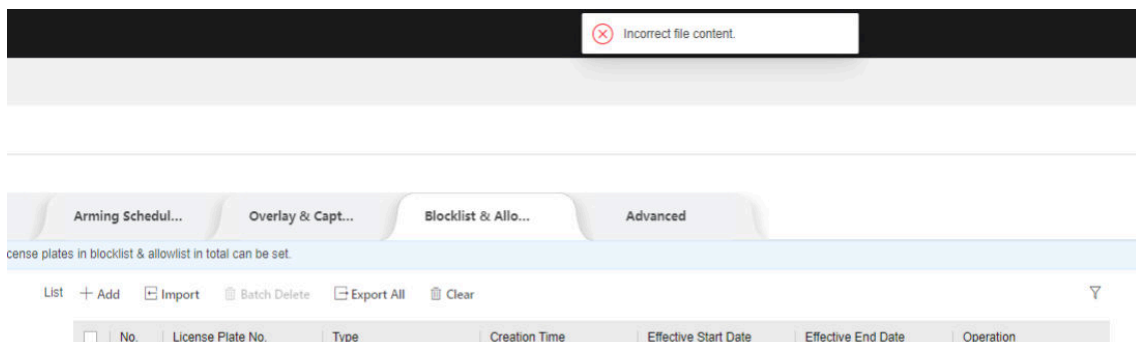 Incorrect file content.
Arming Schedul... Overlay & Capt... Blocklist & Allo... Advanced
cense plates in blocklist & allowlist in total can be set.
List + Add Import Batch Delete Export All Clear
No. License Plate No. Type Creation Time Effective Start Date Effective End Date Operation